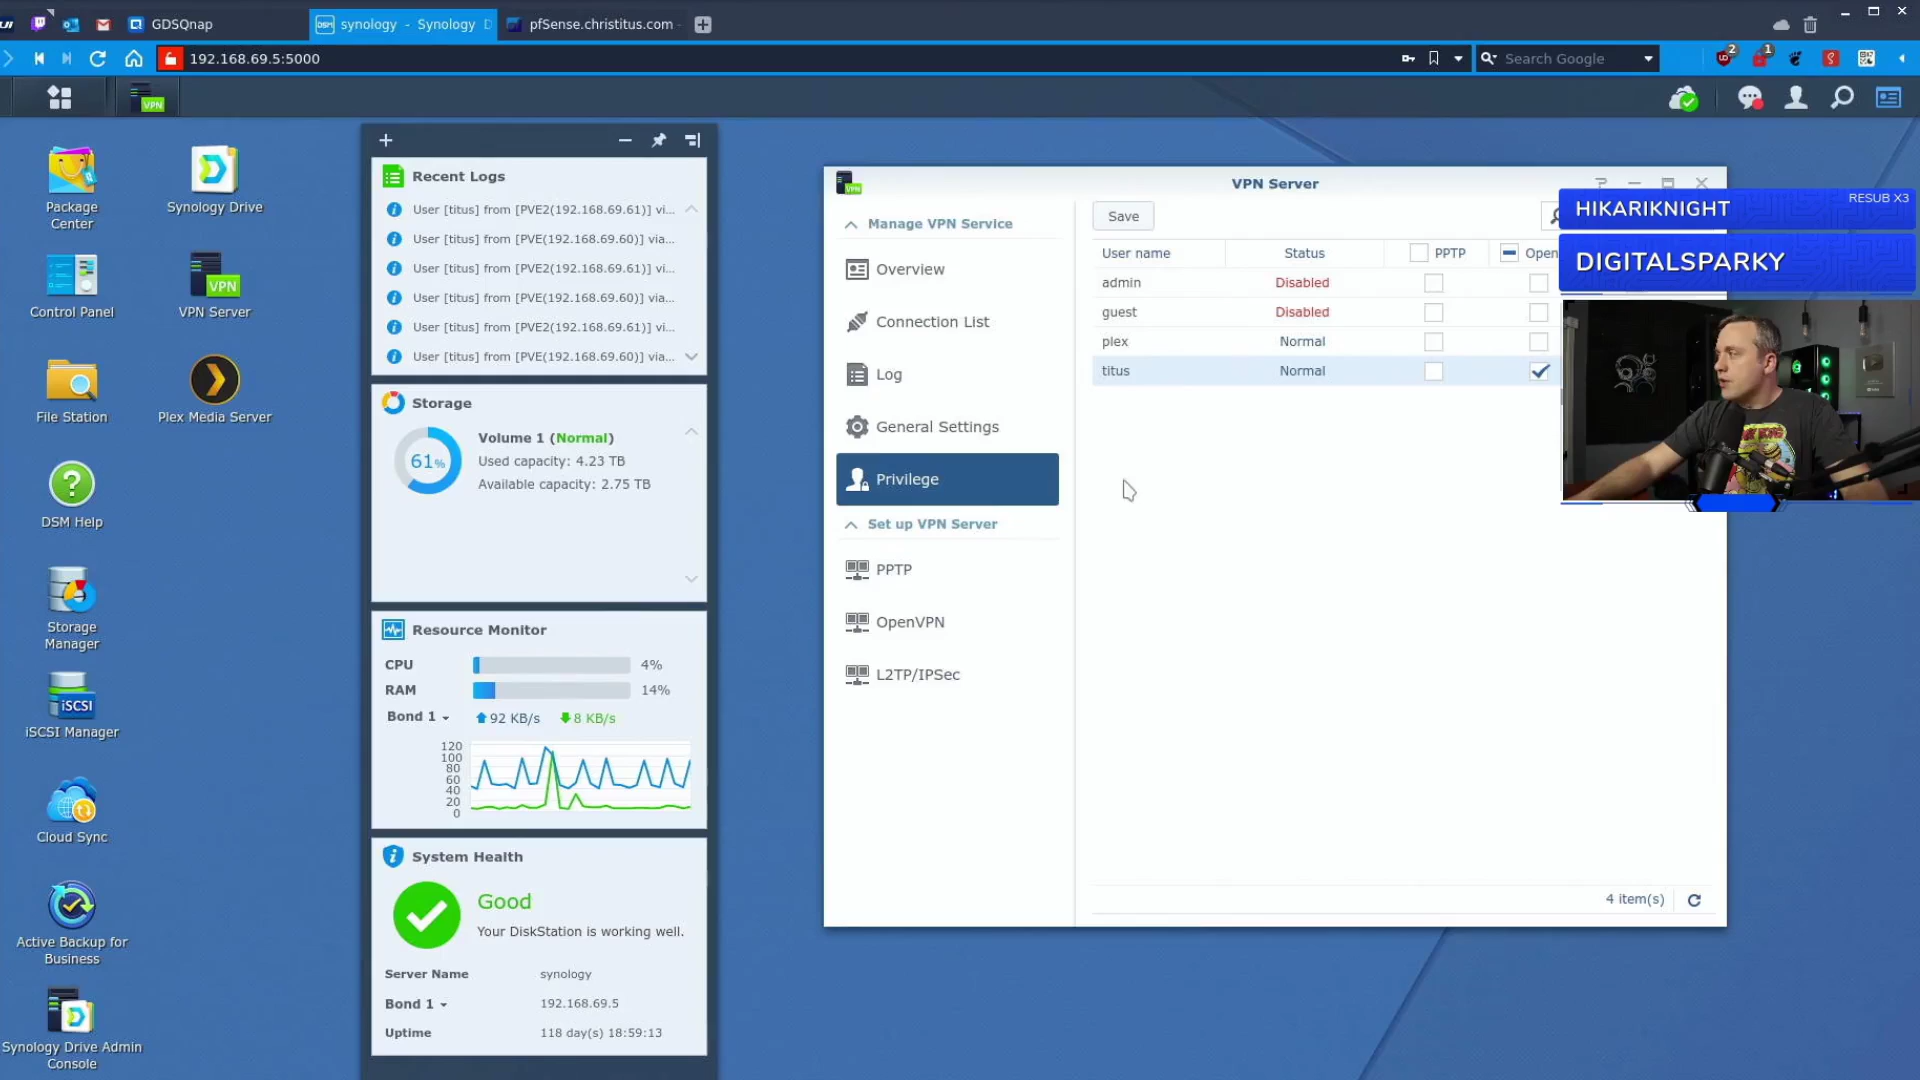 GDSQnap
DSM
synology - Synology D
pfSense.christitus.com
192.168.69.5:5000
Search Google
2
1
VPN
Package
Center
Synology Drive
Control Panel
VPN
VPN Server
File Station
Plex Media Server
DSM Help
Storage
Manager
iSCSI
iSCSI Manager
Cloud Sync
Active Backup for
Business
Synology Drive Admin
Console
Recent Logs
User [titus] from [PVE2(192.168.69.61)] vi...
User [titus] from [PVE(192.168.69.60)] via...
User [titus] from [PVE2(192.168.69.61)] vi...
User [titus] from [PVE(192.168.69.60)] via...
User [titus] from [PVE2(192.168.69.61)] vi...
User [titus] from [PVE(192.168.69.60)] via...
Storage
61%
Volume 1 (Normal)
Used capacity: 4.23 TB
Available capacity: 2.75 TB
Resource Monitor
CPU 4%
RAM 14%
Bond 1 92 KB/s 8 KB/s
120
100
80
60
40
20
0
System Health
Good
Your DiskStation is working well.
Server Name synology
Bond 1 192.168.69.5
Uptime 118 day(s) 18:59:13
VPN
VPN Server
Manage VPN Service
Overview
Connection List
Log
General Settings
Privilege
Set up VPN Server
PPTP
OpenVPN
L2TP/IPSec
Save
User name Status PPTP Open
admin Disabled
guest Disabled
plex Normal
titus Normal
4 item(s)
HIKARIKNIGHT RESUB X3
DIGITALSPARKY